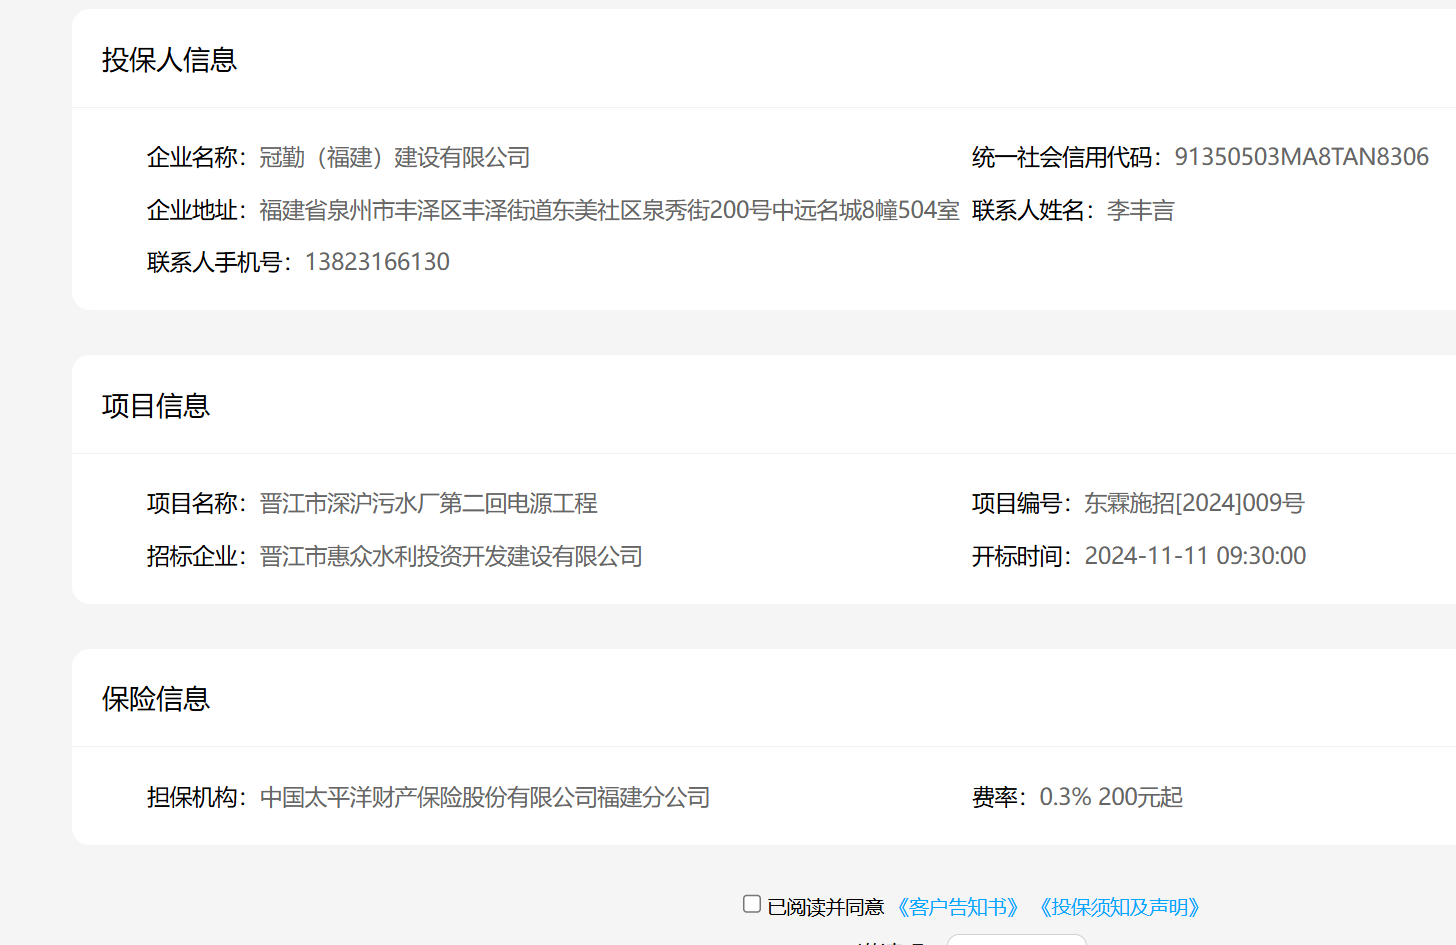 投保人信息
企业名称：冠勤（福建）建设有限公司 统一社会信用代码：91350503MA8TAN8306
企业地址：福建省泉州市丰泽区丰泽街道东美社区泉秀街200号中远名城8幢504室 联系人姓名：李丰言
联系人手机号：13823166130
项目信息
项目名称：晋江市深沪污水厂第二回电源工程 项目编号：东霖施招[2024]009号
招标企业：晋江市惠众水利投资开发建设有限公司 开标时间：2024-11-11 09:30:00
保险信息
担保机构：中国太平洋财产保险股份有限公司福建分公司 费率：0.3% 200元起
已阅读并同意 《客户告知书》 《投保须知及声明》